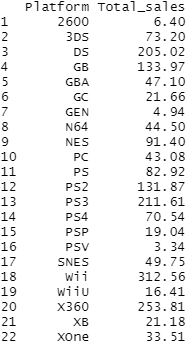 Platform Total_sales
1 2600 6.40
2 3DS 73.20
3 DS 205.02
4 GB 133.97
5 GBA 47.10
6 GC 21.66
7 GEN 4.94
8 N64 44.50
9 NES 91.40
10 PC 43.08
11 PS 82.92
12 PS2 131.87
13 PS3 211.61
14 PS4 70.54
15 PSP 19.04
16 PSV 3.34
17 SNES 49.75
18 Wii 312.56
19 WiiU 16.41
20 X360 253.81
21 XB 21.18
22 XOne 33.51